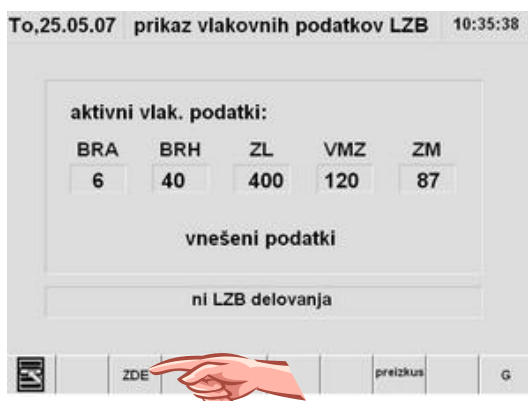 To,25.05.07 prikaz vlakovnih podatkov LZB 10:35:38
aktivni vlak. podatki:
BRA BRH ZL VMZ ZM
6 40 400 120 87
vnešeni podatki
ni LZB delovanja
ZDE preizkus G